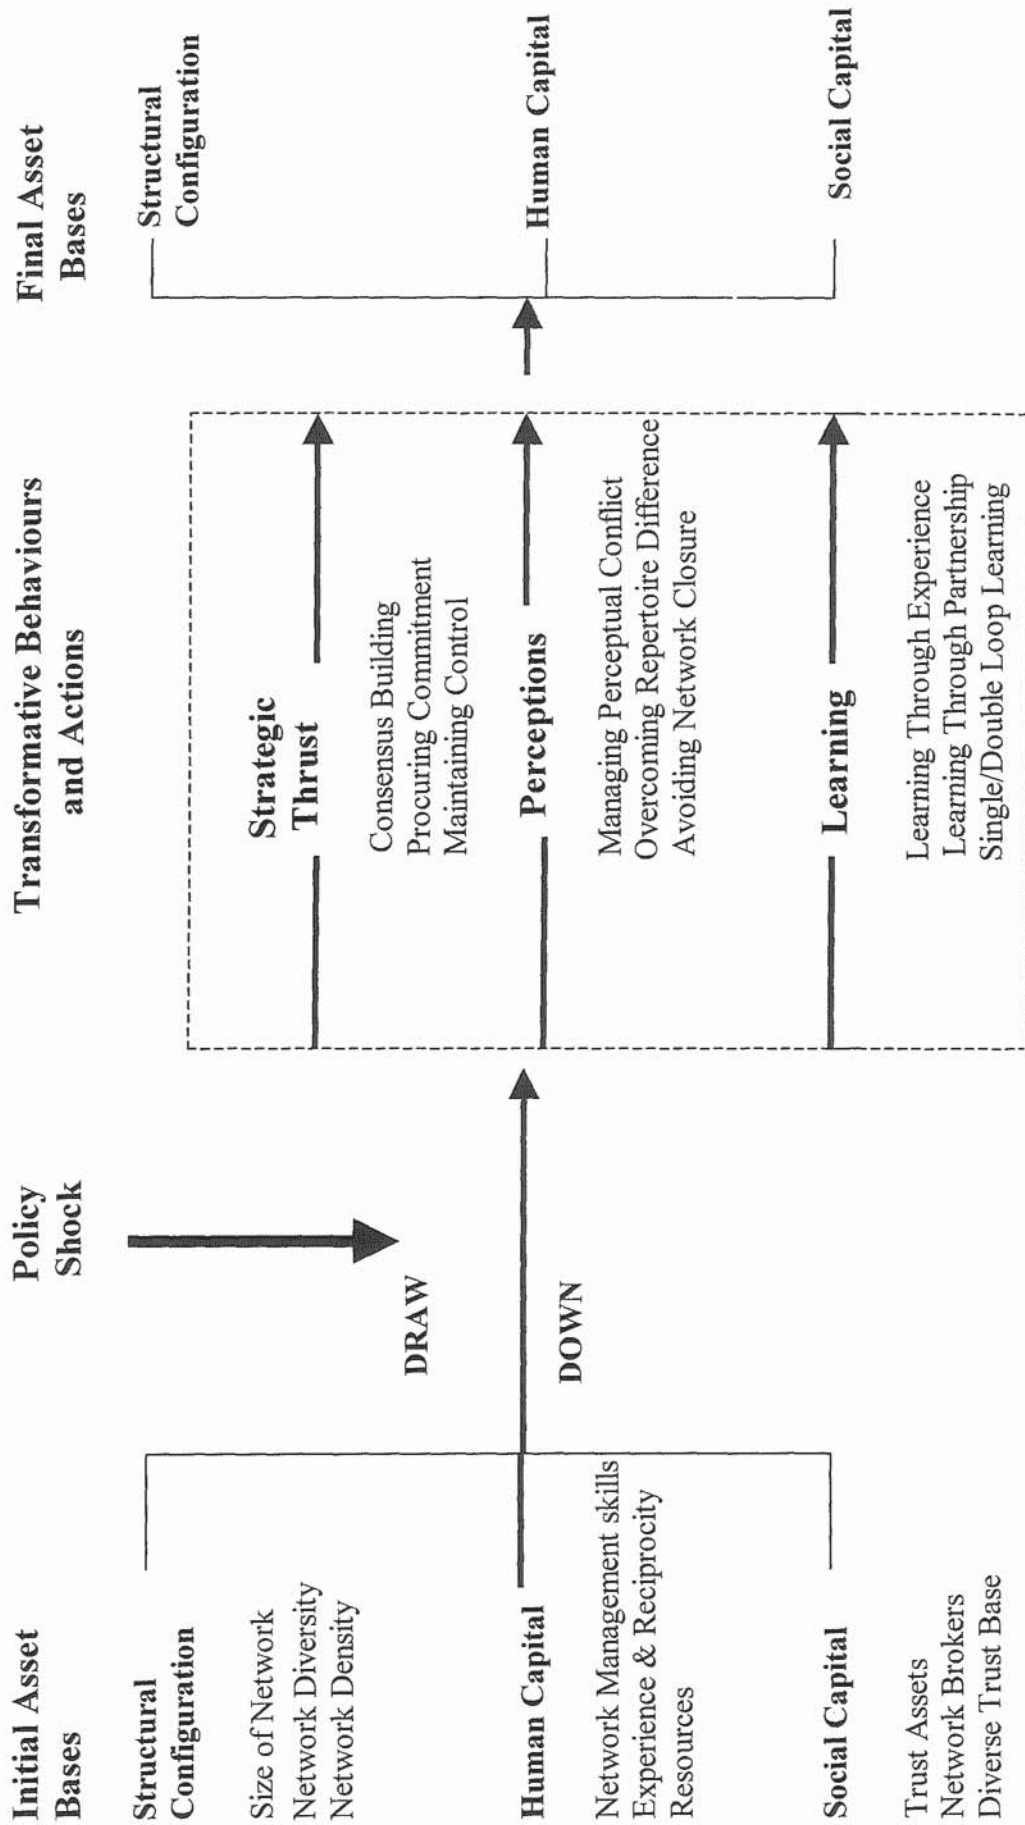 Initial Asset
Bases
Structural
Configuration
Size of Network
Network Diversity
Network Density
Human Capital
Network Management skills
Experience & Reciprocity
Resources
Social Capital
Trust Assets
Network Brokers
Diverse Trust Base
Policy
Shock
DRAW
DOWN
Transformative Behaviours
and Actions
Strategic
Thrust
Consensus Building
Procuring Commitment
Maintaining Control
Perceptions
Managing Perceptual Conflict
Overcoming Repertoire Difference
Avoiding Network Closure
Learning
Learning Through Experience
Learning Through Partnership
Single/Double Loop Learning
Final Asset
Bases
Structural
Configuration
Human Capital
Social Capital